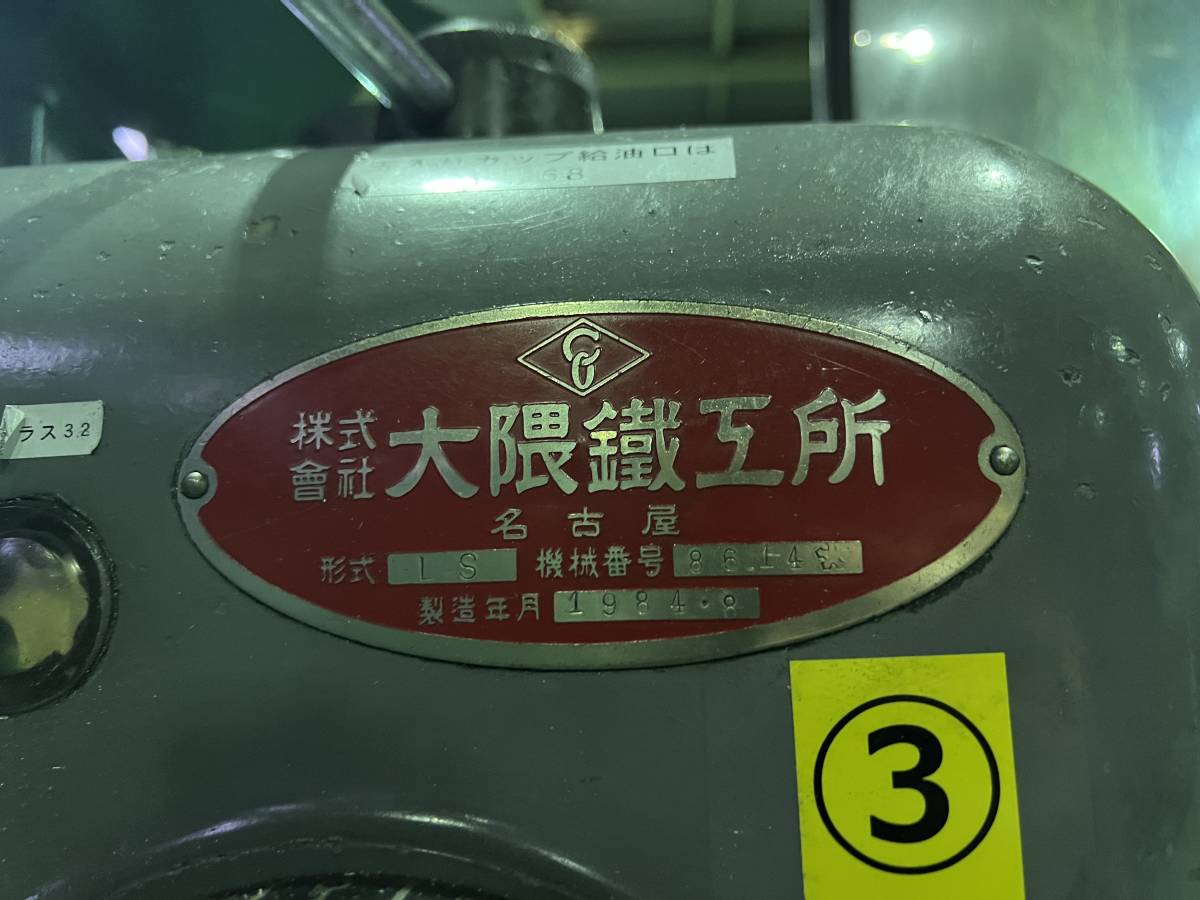 カップ給油口は
68
ラス32
株式會社 大隈鐵工所
名古屋
形式 LS 機械番号 8614
製造年月 1984.8
3